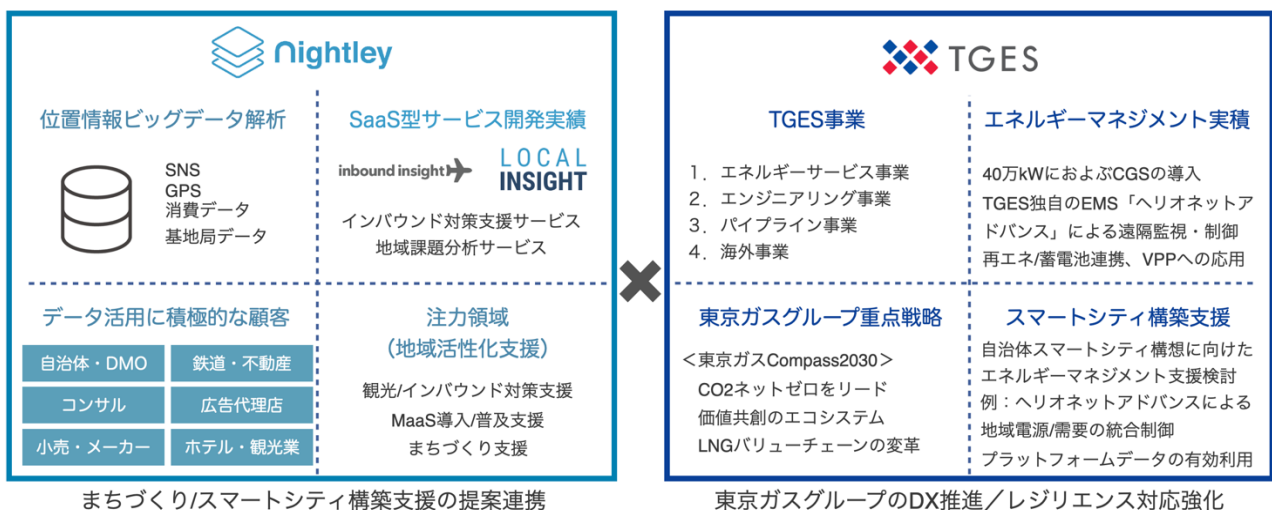 nightley
位置情報ビッグデータ解析
SNS
GPS
消費データ
基地局データ
SaaS型サービス開発実績
inbound insight
LOCAL
INSIGHT
インバウンド対策支援サービス
地域課題分析サービス
データ活用に積極的な顧客
自治体・DMO
鉄道・不動産
コンサル
広告代理店
小売・メーカー
ホテル・観光業
注力領域
(地域活性化支援)
観光/インバウンド対策支援
MaaS導入/普及支援
まちづくり支援
まちづくり/スマートシティ構築支援の提案連携
×
TGES
TGES事業
1. エネルギーサービス事業
2. エンジニアリング事業
3. パイプライン事業
4. 海外事業
エネルギーマネジメント実積
40万kWにおよぶCGSの導入
TGES独自のEMS「ヘリオネットア
ドバンス」による遠隔監視・制御
再エネ/蓄電池連携、VPPへの応用
東京ガスグループ重点戦略
<東京ガスCompass2030>
CO2ネットゼロをリード
価値共創のエコシステム
LNGバリューチェーンの変革
スマートシティ構築支援
自治体スマートシティ構想に向けた
エネルギーマネジメント支援検討
例:ヘリオネットアドバンスによる
地域電源/需要の統合制御
プラットフォームデータの有効利用
東京ガスグループのDX推進/レジリエンス対応強化